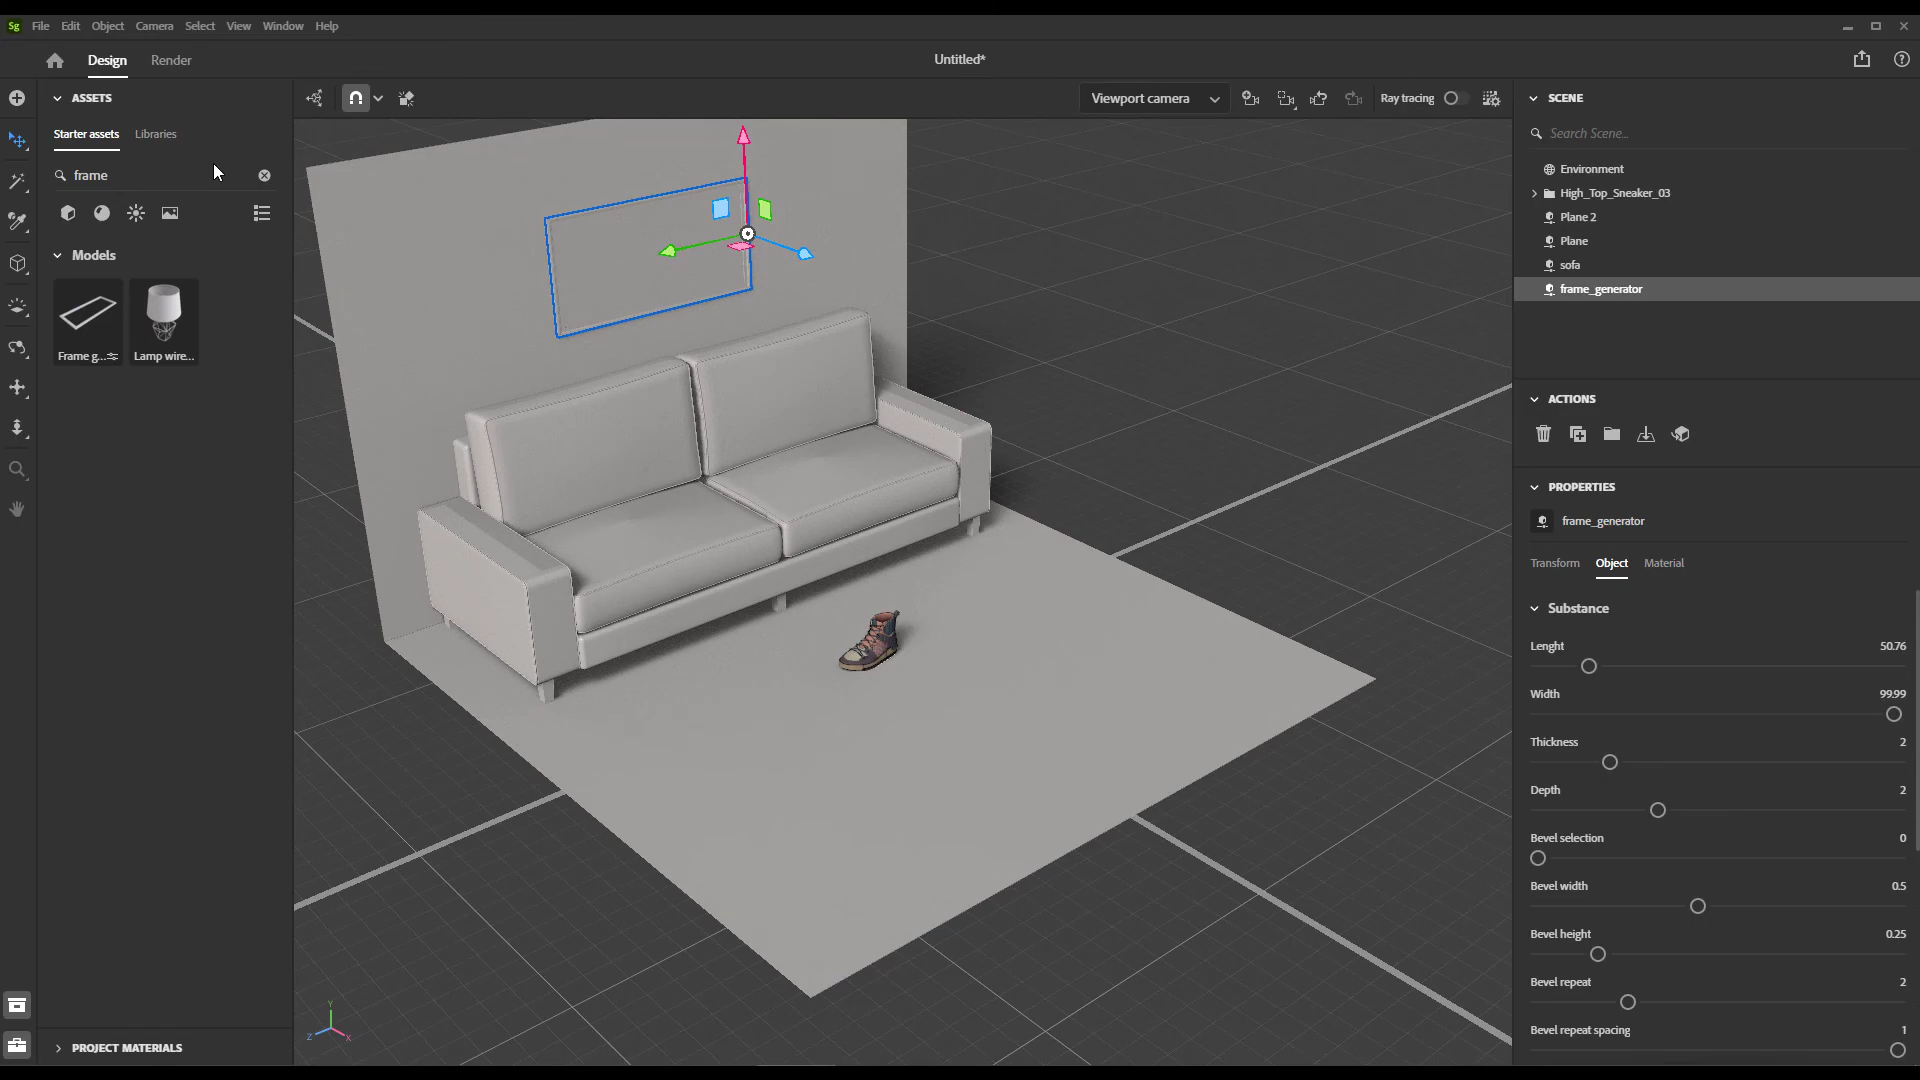 Sg File Edit Object Camera Select View Window Help
Design Render
Untitled*
ASSETS
Starter assets Libraries
frame
Models
Frame g...
Lamp wire...
PROJECT MATERIALS
Viewport camera
Ray tracing
Y
Z
X
SCENE
Search Scene...
Environment
High_Top_Sneaker_03
Plane 2
Plane
sofa
frame_generator
ACTIONS
PROPERTIES
frame_generator
Transform Object Material
Substance
Lenght 50.76
Width 99.99
Thickness 2
Depth 2
Bevel selection 0
Bevel width 0.5
Bevel height 0.25
Bevel repeat 2
Bevel repeat spacing 1